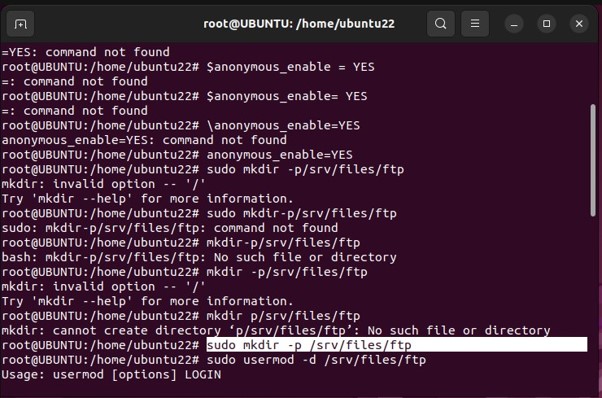 root@UBUNTU: /home/ubuntu22
=YES: command not found
root@UBUNTU:/home/ubuntu22# $anonymous_enable = YES
=: command not found
root@UBUNTU:/home/ubuntu22# $anonymous_enable= YES
=: command not found
root@UBUNTU:/home/ubuntu22# \anonymous_enable=YES
anonymous_enable=YES: command not found
root@UBUNTU:/home/ubuntu22# anonymous_enable=YES
root@UBUNTU:/home/ubuntu22# sudo mkdir -p/srv/files/ftp
mkdir: invalid option -- '/'
Try 'mkdir --help' for more information.
root@UBUNTU:/home/ubuntu22# sudo mkdir-p/srv/files/ftp
sudo: mkdir-p/srv/files/ftp: command not found
root@UBUNTU:/home/ubuntu22# mkdir-p/srv/files/ftp
bash: mkdir-p/srv/files/ftp: No such file or directory
root@UBUNTU:/home/ubuntu22# mkdir -p/srv/files/ftp
mkdir: invalid option -- '/'
Try 'mkdir --help' for more information.
root@UBUNTU:/home/ubuntu22# mkdir p/srv/files/ftp
mkdir: cannot create directory ‘p/srv/files/ftp’: No such file or directory
root@UBUNTU:/home/ubuntu22# sudo mkdir -p /srv/files/ftp
root@UBUNTU:/home/ubuntu22# sudo usermod -d /srv/files/ftp
Usage: usermod [options] LOGIN